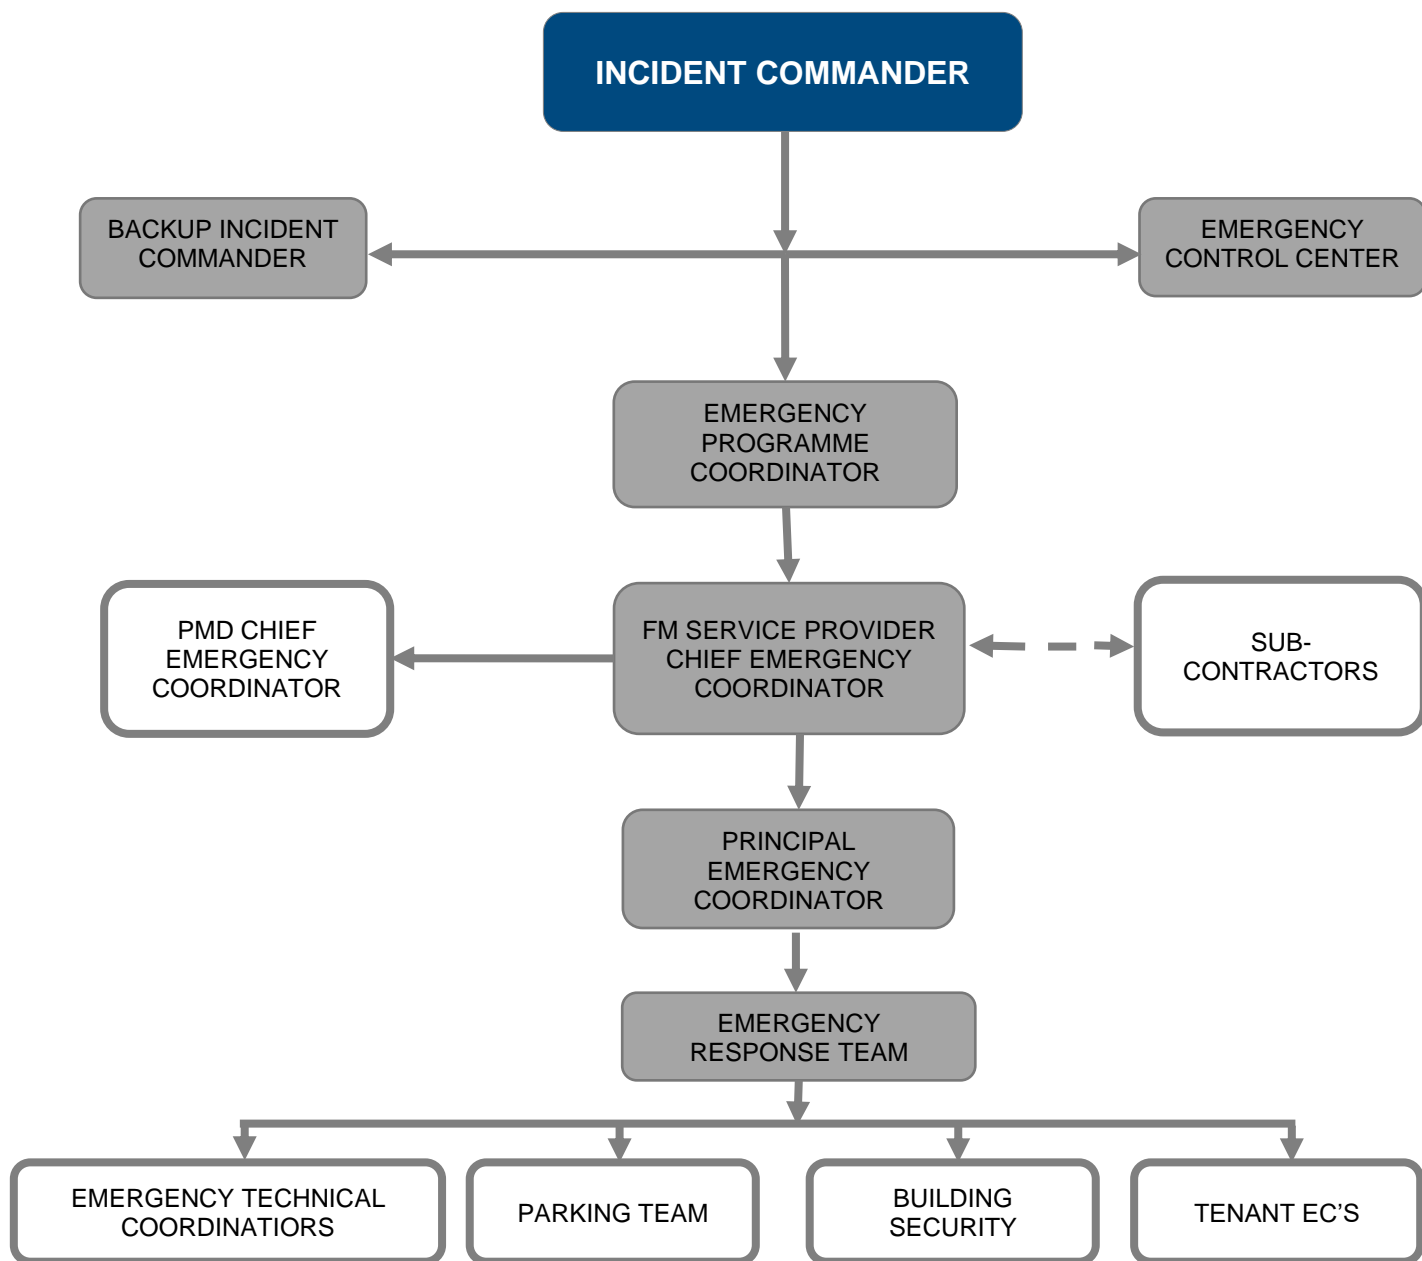 INCIDENT COMMANDER
BACKUP INCIDENT
COMMANDER
EMERGENCY
CONTROL CENTER
EMERGENCY
PROGRAMME
COORDINATOR
PMD CHIEF
EMERGENCY
COORDINATOR
FM SERVICE PROVIDER
CHIEF EMERGENCY
COORDINATOR
SUB-
CONTRACTORS
PRINCIPAL
EMERGENCY
COORDINATOR
EMERGENCY
RESPONSE TEAM
EMERGENCY TECHNICAL
COORDINATIORS
PARKING TEAM
BUILDING
SECURITY
TENANT EC'S